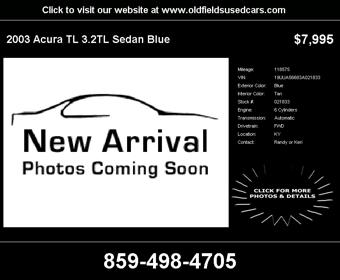 Click to visit our website at www.oldfieldsusedcars.com
2003 Acura TL 3.2TL Sedan Blue $7,995
New Arrival
Photos Coming Soon
Mileage: 118575
VIN: 19UUA56663A021833
Exterior Color: Blue
Interior Color: Tan
Stock #: 021833
Engine: 6 Cylinders
Transmission: Automatic
Drivetrain: FWD
Location: KY
Contact: Randy or Keri
CLICK FOR MORE
PHOTOS & DETAILS
859-498-4705